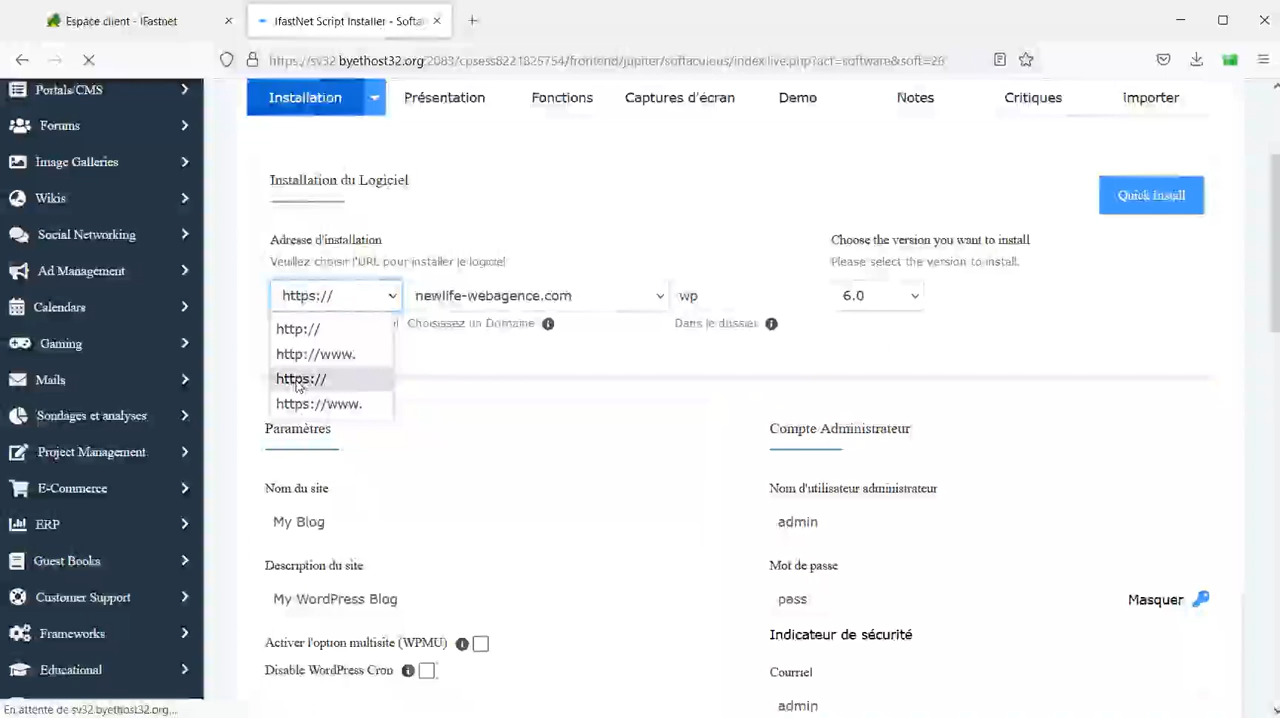 Espace client - iFastnet
IfastNet Script Installer - Softa
https://sv32.byethost32.org:2083/cpsess8221825754/frontend/jupiter/softaculous/index.live.php?act=software&soft=26
Portals/CMS
Forums
Image Galleries
Wikis
Social Networking
Ad Management
Calendars
Gaming
Mails
Sondages et analyses
Project Management
E-Commerce
ERP
Guest Books
Customer Support
Frameworks
Educational
Installation
Présentation
Fonctions
Captures d'écran
Demo
Notes
Critiques
Importer
Installation du Logiciel
Quick Install
Adresse d'installation
Veuillez choisir l'URL pour installer le logiciel
Choose the version you want to install
Please select the version to install.
https://
newlife-webagence.com
wp
6.0
Choisissez un Domaine
Dans le dossier
http://
http://www.
https://
https://www.
Paramètres
Nom du site
My Blog
Description du site
My WordPress Blog
Activer l'option multisite (WPMU)
Disable WordPress Cron
Compte Administrateur
Nom d'utilisateur administrateur
admin
Mot de passe
pass
Masquer
Indicateur de sécurité
Courriel
admin
En attente de sv32.byethost32.org...